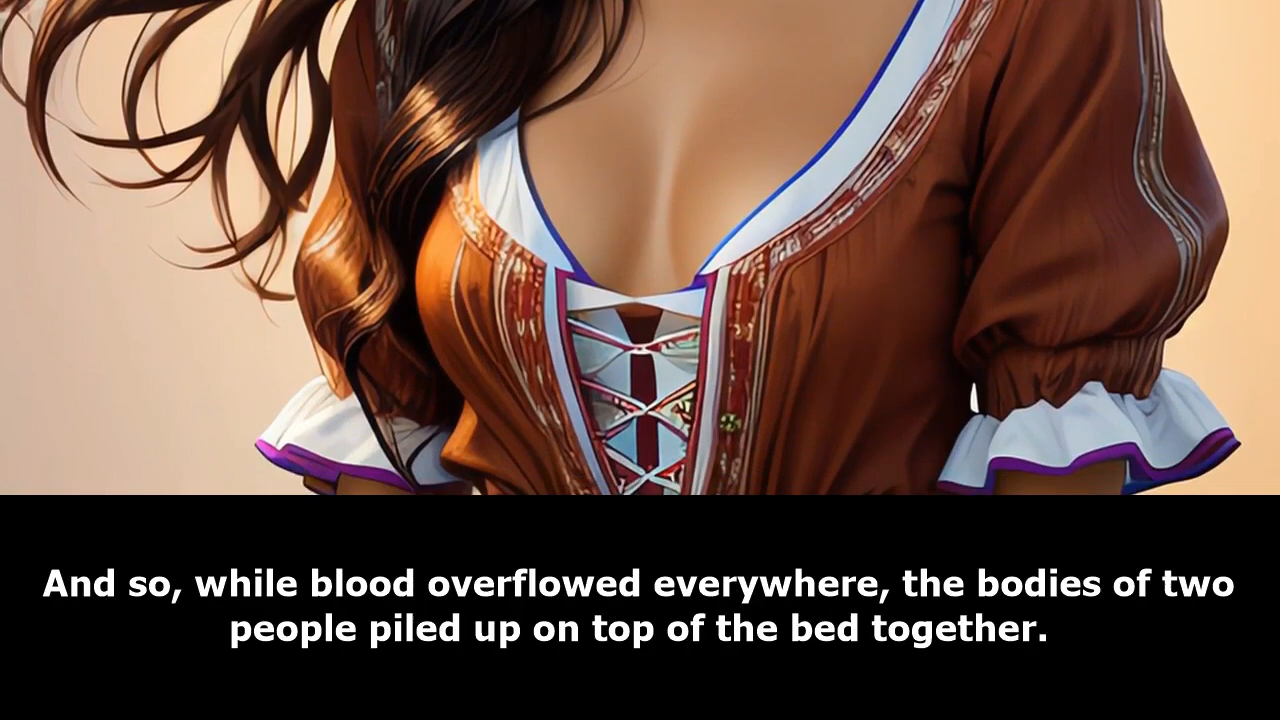 And so, while blood overflowed everywhere, the bodies of two
people piled up on top of the bed together.